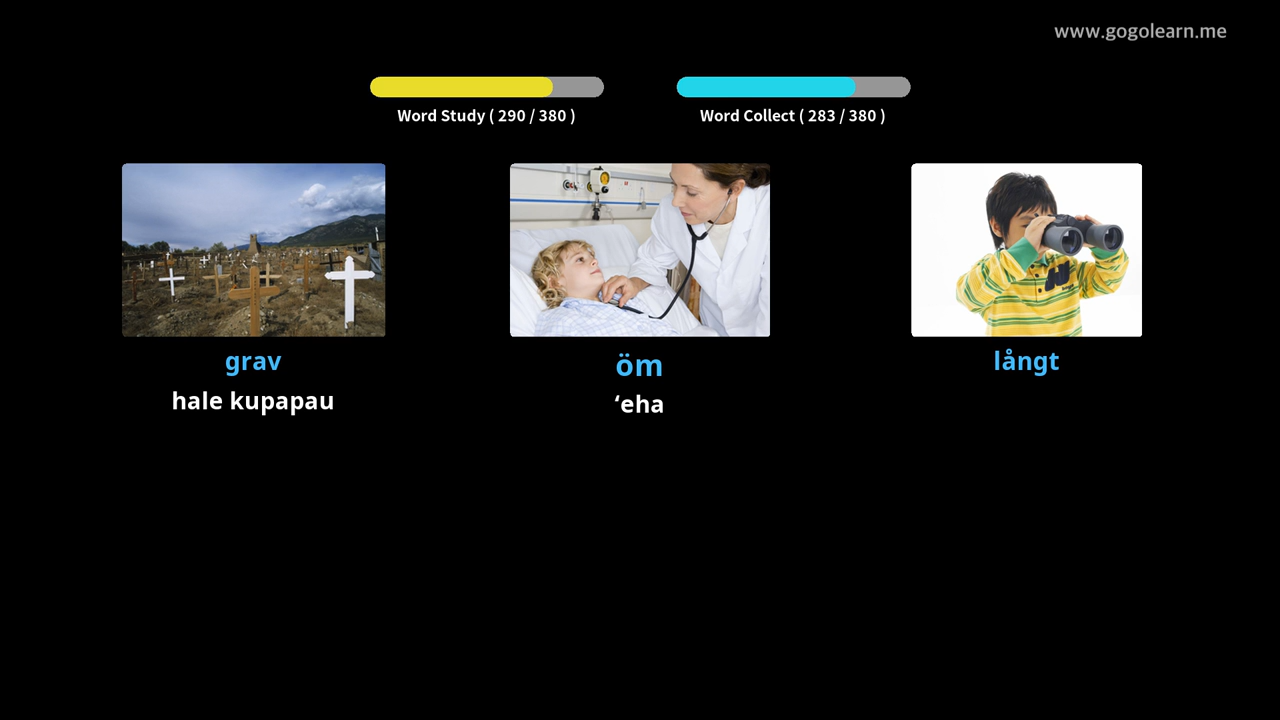 www.gogolearn.me
Word Study ( 290 / 380 )
Word Collect ( 283 / 380 )
grav
öm
långt
hale kupapau
ʻeha